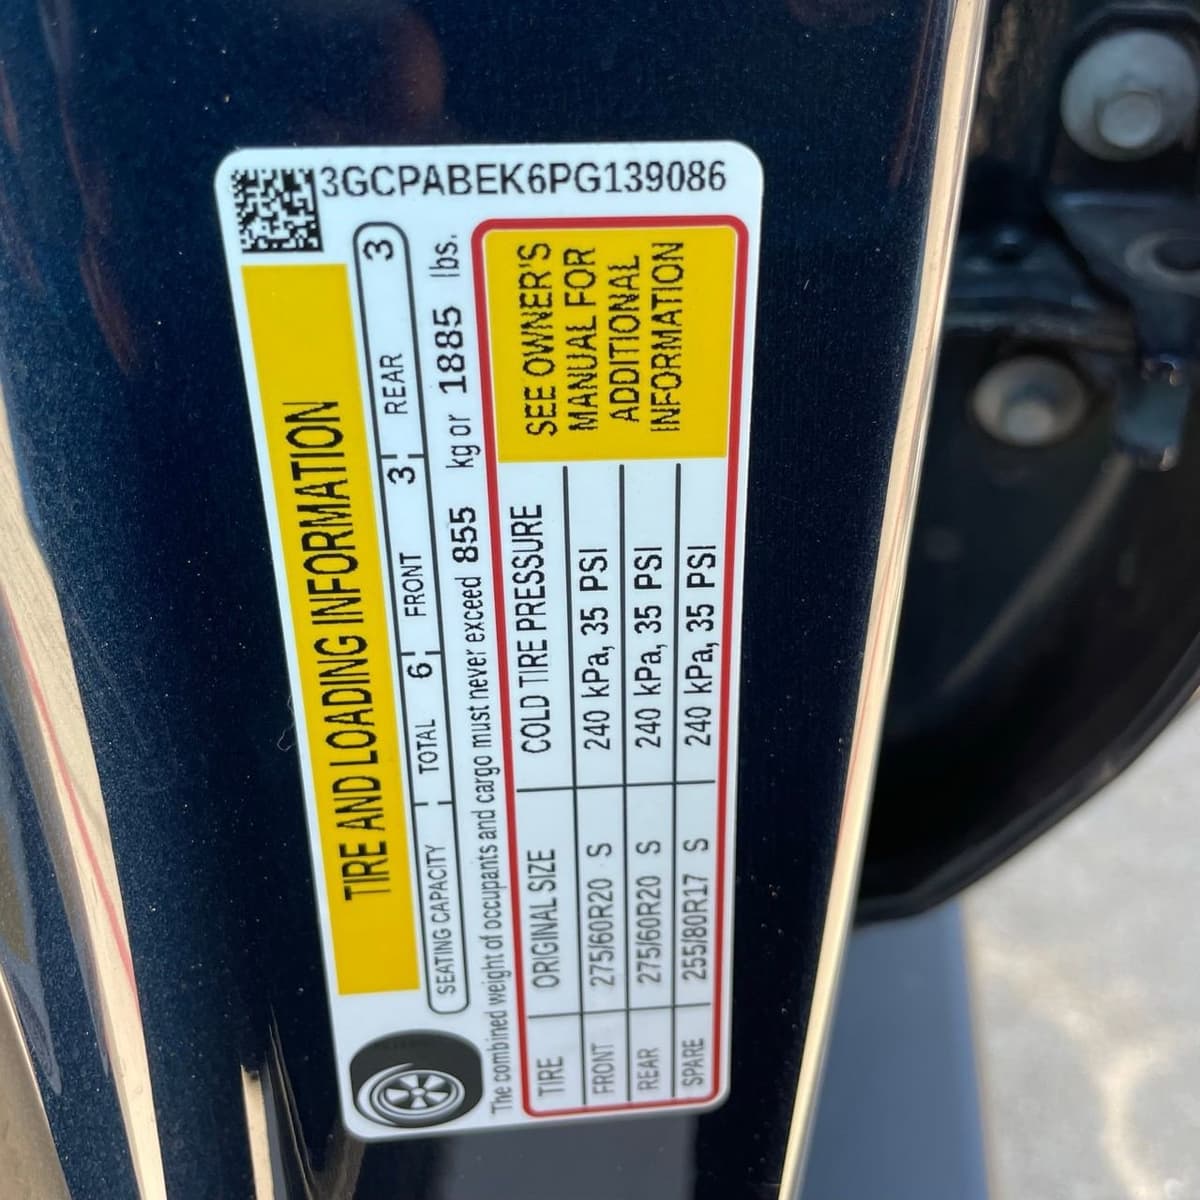 3GCPABEK6PG139086
TIRE AND LOADING INFORMATION
SEATING CAPACITY TOTAL 6 FRONT 3 REAR 3
The combined weight of occupants and cargo must never exceed 855 kg or 1885 lbs.
TIRE ORIGINAL SIZE COLD TIRE PRESSURE
FRONT 275/60R20 S 240 kPa, 35 PSI
REAR 275/60R20 S 240 kPa, 35 PSI
SPARE 255/80R17 S 240 kPa, 35 PSI
SEE OWNER'S
MANUAL FOR
ADDITIONAL
INFORMATION